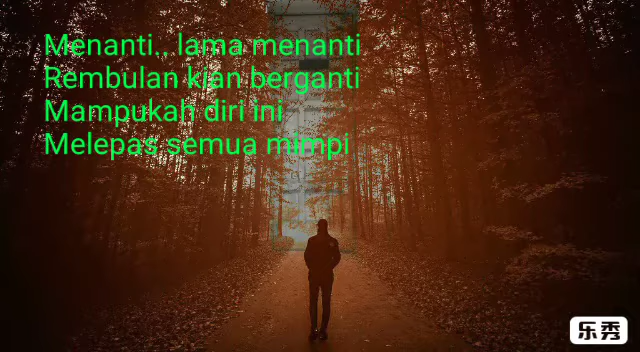 Menanti.. lama menanti
Rembulan kian berganti
Mampukah diri ini
Melepas semua mimpi
乐秀